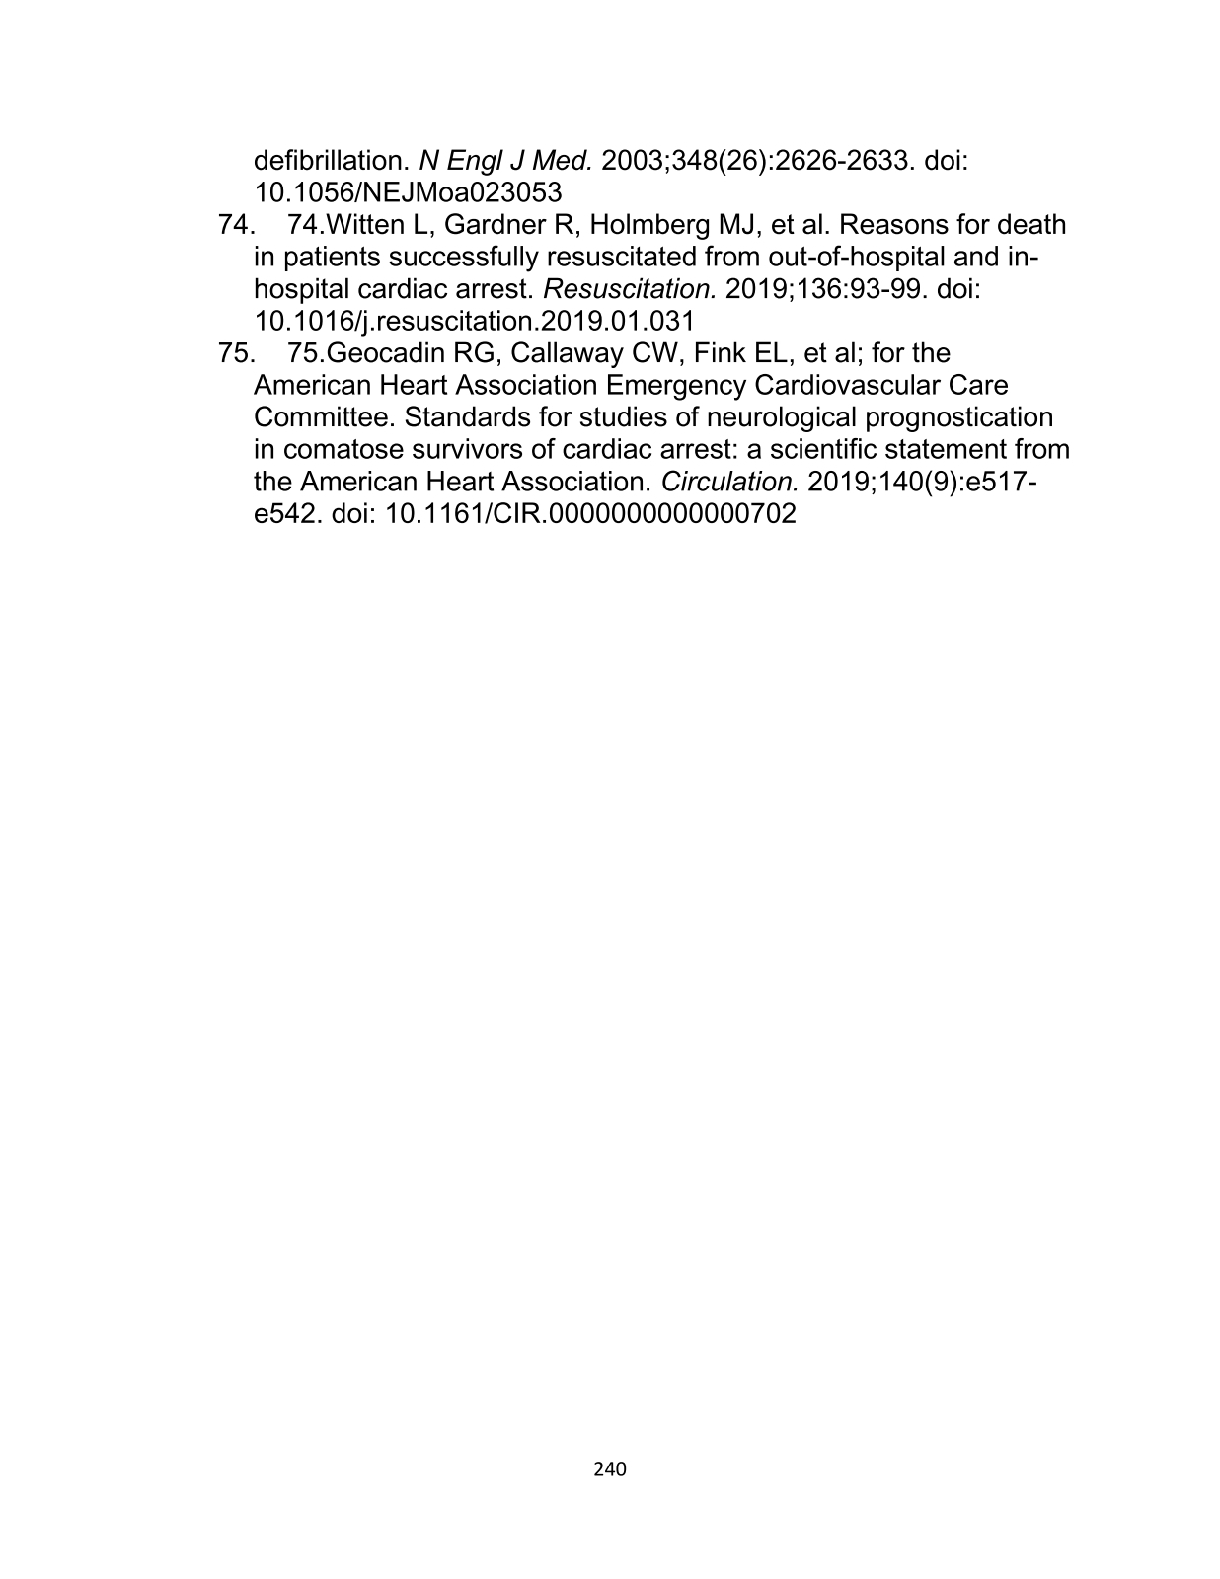 defibrillation. N Engl J Med. 2003;348(26):2626-2633. doi:
10.1056/NEJMoa023053
74. 74.Witten L, Gardner R, Holmberg MJ, et al. Reasons for death
in patients successfully resuscitated from out-of-hospital and in-
hospital cardiac arrest. Resuscitation. 2019;136:93-99. doi:
10.1016/j.resuscitation.2019.01.031
75. 75.Geocadin RG, Callaway CW, Fink EL, et al; for the
American Heart Association Emergency Cardiovascular Care
Committee. Standards for studies of neurological prognostication
in comatose survivors of cardiac arrest: a scientific statement from
the American Heart Association. Circulation. 2019;140(9):e517-
e542. doi: 10.1161/CIR.0000000000000702
240